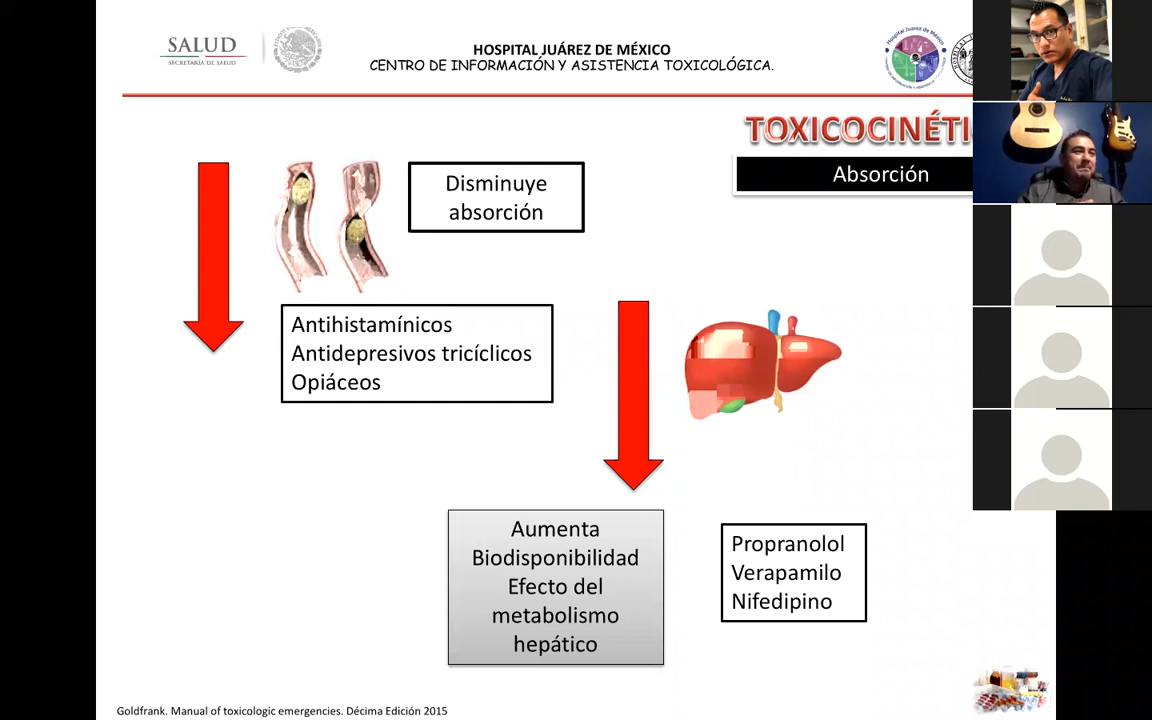 SALUD
SECRETARÍA DE SALUD
HOSPITAL JUÁREZ DE MÉXICO
CENTRO DE INFORMACIÓN Y ASISTENCIA TOXICOLÓGICA.
TOXICOCINÉTI
Absorción
Disminuye
absorción
Antihistamínicos
Antidepresivos tricíclicos
Opiáceos
Aumenta
Biodisponibilidad
Efecto del
metabolismo
hepático
Propranolol
Verapamilo
Nifedipino
Goldfrank. Manual of toxicologic emergencies. Décima Edición 2015